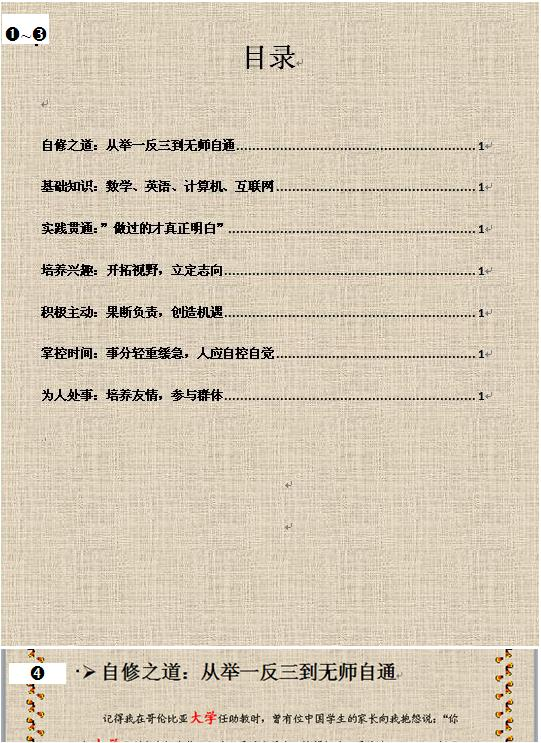 ❶~❸
目录
自修之道：从举一反三到无师自通 1
基础知识：数学、英语、计算机、互联网 1
实践贯通：”做过的才真正明白” 1
培养兴趣：开拓视野，立定志向 1
积极主动：果断负责，创造机遇 1
掌控时间：事分轻重缓急，人应自控自觉 1
为人处事：培养友情，参与群体 1
❹
➢ 自修之道：从举一反三到无师自通
记得我在哥伦比亚大学任助教时，曾有位中国学生的家长向我抱怨说：“你